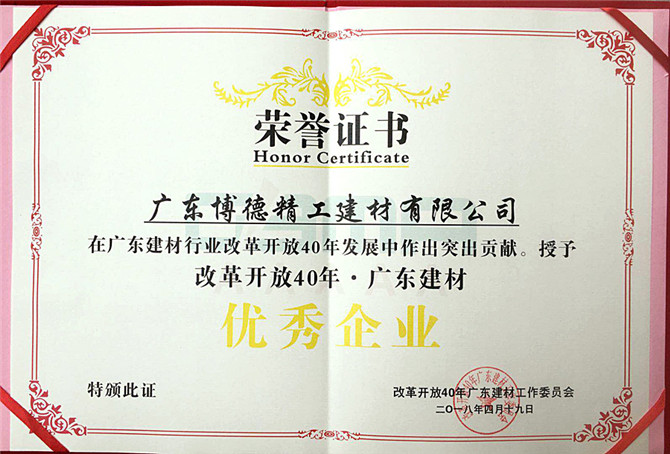 荣誉证书
Honor Certificate
广东博德精工建材有限公司
在广东建材行业改革开放40年发展中作出突出贡献。授予
改革开放40年·广东建材
优秀企业
特颁此证
改革开放40年广东建材工作委员会
二〇一八年四月十九日